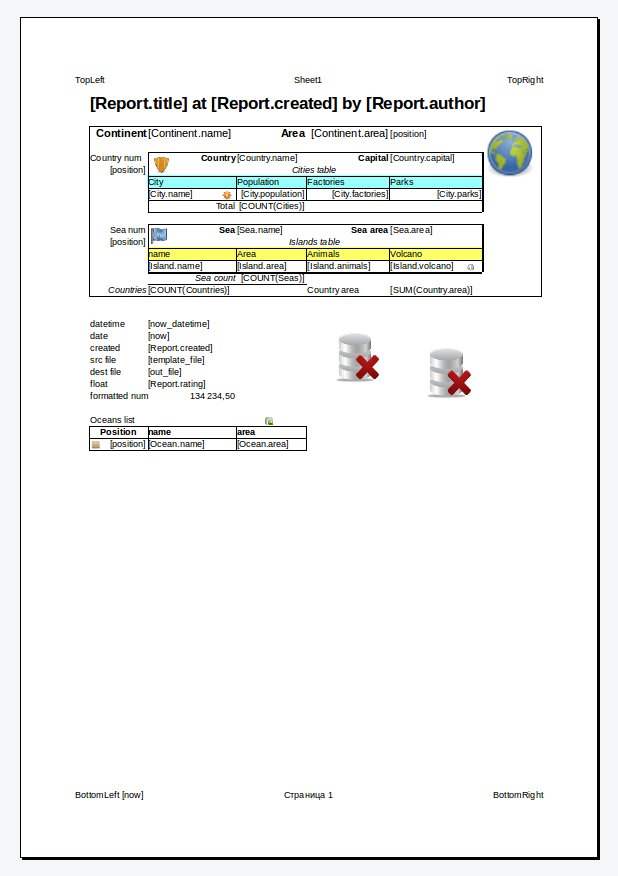 TopLeft Sheet1 TopRight
[Report.title] at [Report.created] by [Report.author]
Continent [Continent.name] Area [Continent.area] [position]
Country num Country [Country.name] Capital [Country.capital]
[position] Cities table
City Population Factories Parks
[City.name] [City.population] [City.factories] [City.parks]
Total [COUNT(Cities)]
Sea num Sea [Sea.name] Sea area [Sea.area]
[position] Islands table
name Area Animals Volcano
[Island.name] [Island.area] [Island.animals] [Island.volcano]
Sea count [COUNT(Seas)]
Countries [COUNT(Countries)] Country area [SUM(Country.area)]
datetime [now_datetime]
date [now]
created [Report.created]
src file [template_file]
dest file [out_file]
float [Report.rating]
formatted num 134 234,50
Oceans list
Position name area
[position] [Ocean.name] [Ocean.area]
BottomLeft [now] Страница 1 BottomRight